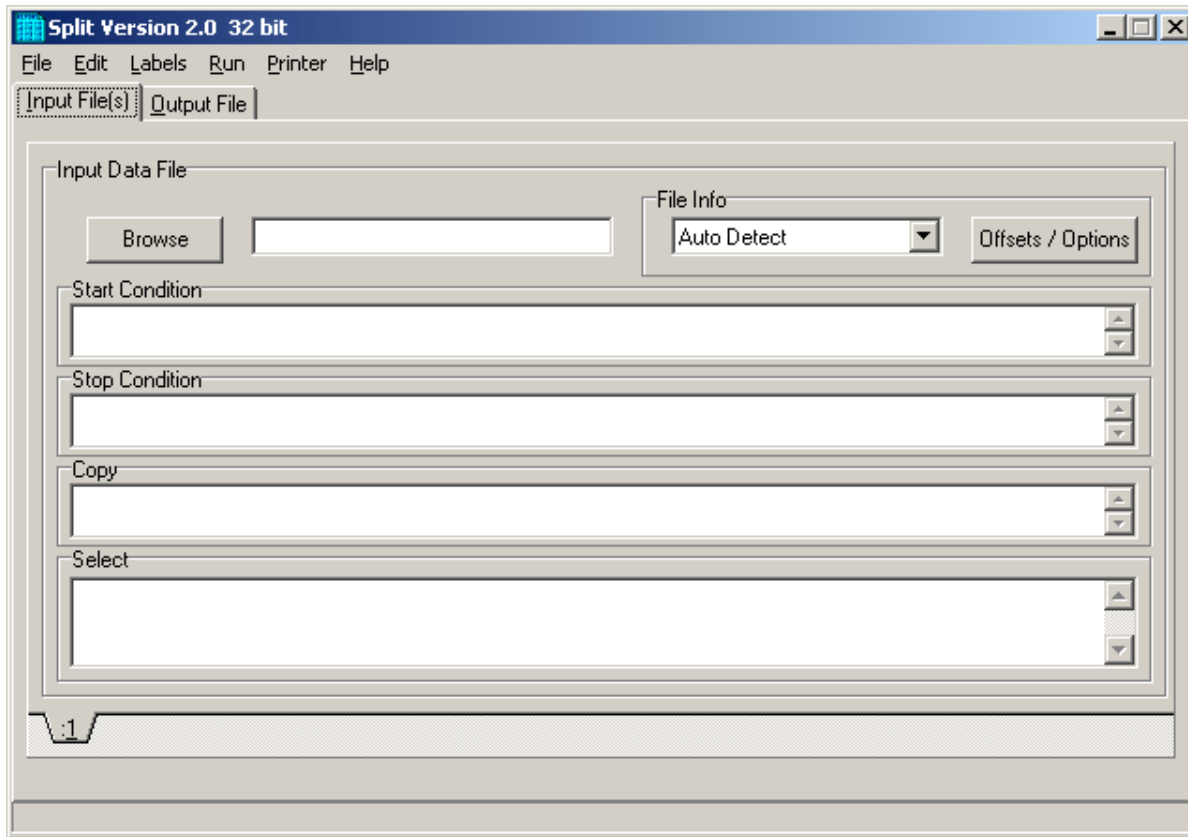 Split Version 2.0 32 bit
File Edit Labels Run Printer Help
Input File(s) Output File
Input Data File
File Info
Browse
Auto Detect
Offsets / Options
Start Condition
Stop Condition
Copy
Select
:1